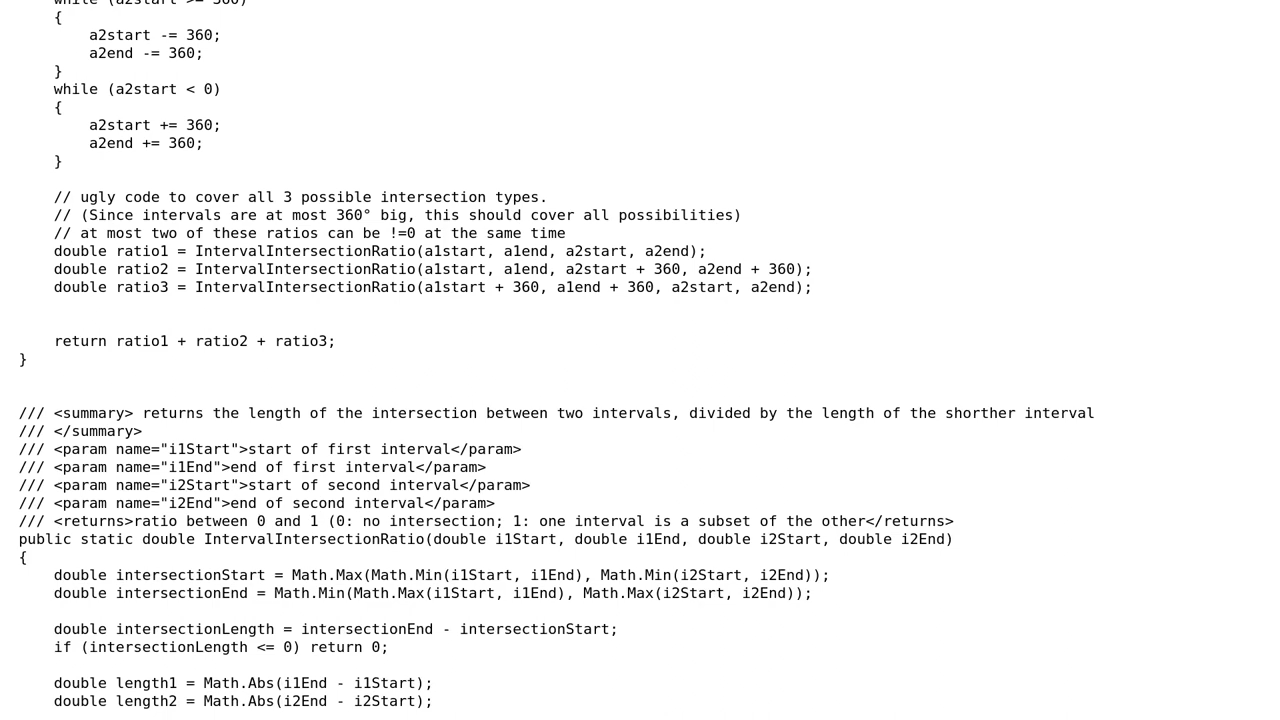 while (a2start >= 360)
{
a2start -= 360;
a2end -= 360;
}
while (a2start < 0)
{
a2start += 360;
a2end += 360;
}
// ugly code to cover all 3 possible intersection types.
// (Since intervals are at most 360° big, this should cover all possibilities)
// at most two of these ratios can be !=0 at the same time
double ratio1 = IntervalIntersectionRatio(a1start, a1end, a2start, a2end);
double ratio2 = IntervalIntersectionRatio(a1start, a1end, a2start + 360, a2end + 360);
double ratio3 = IntervalIntersectionRatio(a1start + 360, a1end + 360, a2start, a2end);
return ratio1 + ratio2 + ratio3;
}
/// <summary> returns the length of the intersection between two intervals, divided by the length of the shorther interval
/// </summary>
/// <param name="i1Start">start of first interval</param>
/// <param name="i1End">end of first interval</param>
/// <param name="i2Start">start of second interval</param>
/// <param name="i2End">end of second interval</param>
/// <returns>ratio between 0 and 1 (0: no intersection; 1: one interval is a subset of the other</returns>
public static double IntervalIntersectionRatio(double i1Start, double i1End, double i2Start, double i2End)
{
double intersectionStart = Math.Max(Math.Min(i1Start, i1End), Math.Min(i2Start, i2End));
double intersectionEnd = Math.Min(Math.Max(i1Start, i1End), Math.Max(i2Start, i2End));
double intersectionLength = intersectionEnd - intersectionStart;
if (intersectionLength <= 0) return 0;
double length1 = Math.Abs(i1End - i1Start);
double length2 = Math.Abs(i2End - i2Start);